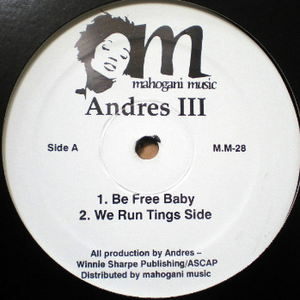 m
mahogani music
Andres III
Side A
M.M-28
1. Be Free Baby
2. We Run Tings Side
All production by Andres –
Winnie Sharpe Publishing/ASCAP
Distributed by mahogani music